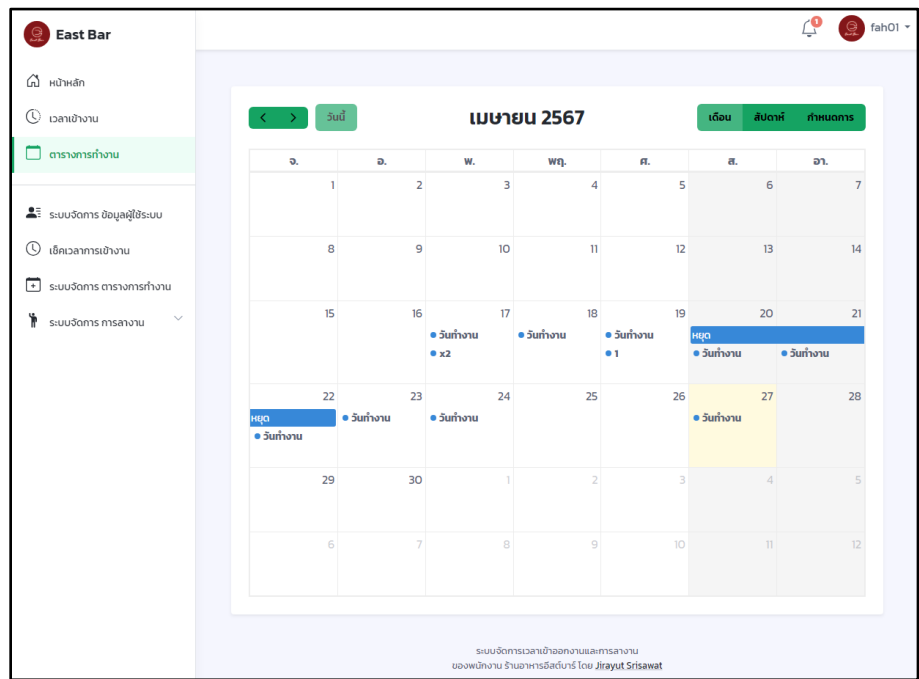 East Bar
1
fah01
หน้าหลัก
เวลาเข้างาน
ตารางการทำงาน
ระบบจัดการ ข้อมูลผู้ใช้ระบบ
เช็คเวลาการเข้างาน
ระบบจัดการ ตารางการทำงาน
ระบบจัดการ การลางาน
วันนี้
เมษายน 2567
เดือน สัปดาห์ กำหนดการ
จ. อ. พ. พฤ. ศ. ส. อา.
1 2 3 4 5 6 7
8 9 10 11 12 13 14
15 16 17 18 19 20 21
หยุด
วันทำงาน วันทำงาน วันทำงาน วันทำงาน วันทำงาน
x2 1
22 23 24 25 26 27 28
หยุด วันทำงาน วันทำงาน วันทำงาน
วันทำงาน
29 30 1 2 3 4 5
6 7 8 9 10 11 12
ระบบจัดการเวลาเข้าออกงานและการลางาน
ของพนักงาน ร้านอาหารอีสต์บาร์ โดย Jirayut Srisawat